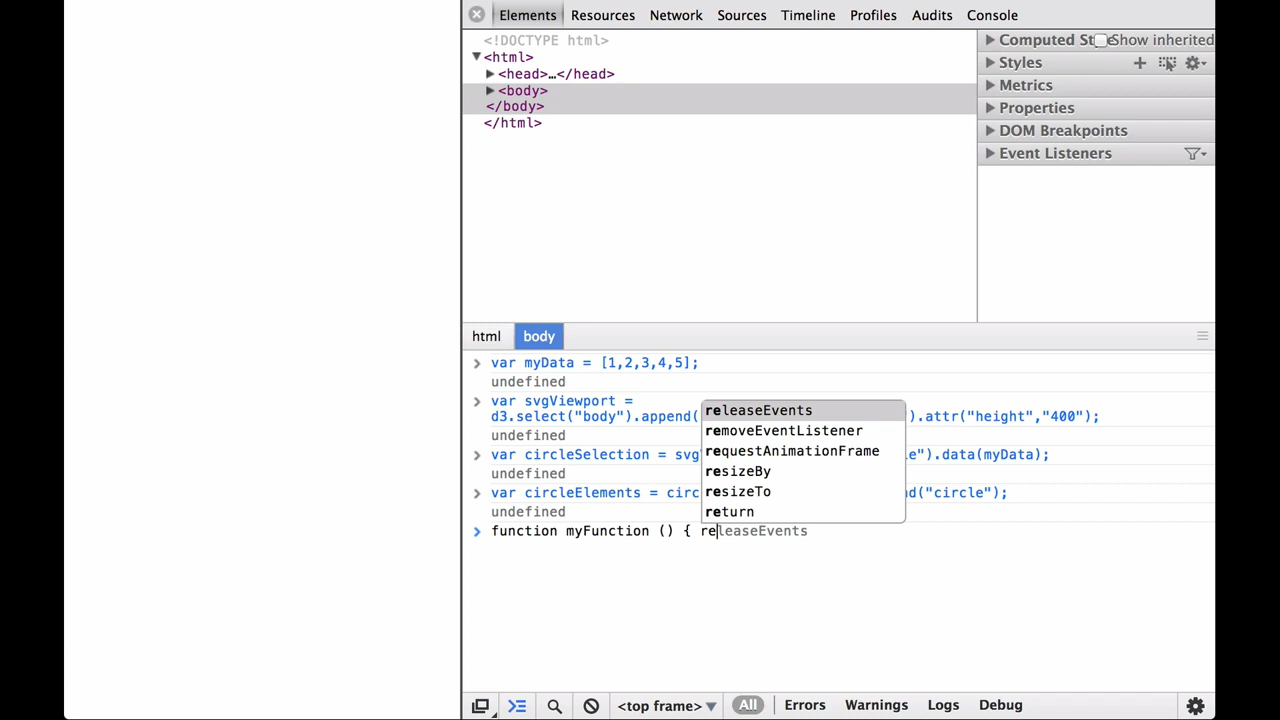 Elements Resources Network Sources Timeline Profiles Audits Console
<!DOCTYPE html>
<html>
<head>…</head>
<body>
</body>
</html>
Computed St Show inherited
Styles
Metrics
Properties
DOM Breakpoints
Event Listeners
html body
var myData = [1,2,3,4,5];
undefined
var svgViewport =
d3.select("body").append( ).attr("height","400");
undefined
var circleSelection = svg e").data(myData);
undefined
var circleElements = circ nd("circle");
undefined
releaseEvents
removeEventListener
requestAnimationFrame
resizeBy
resizeTo
return
function myFunction () { releaseEvents
<top frame> All Errors Warnings Logs Debug